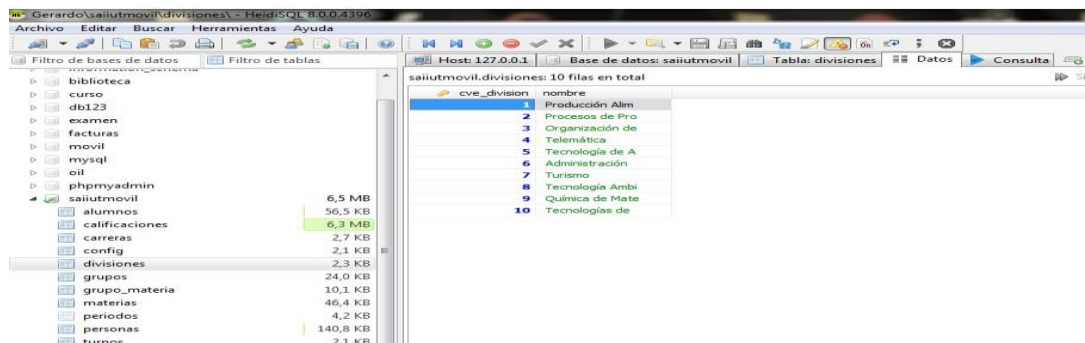 Gerardo\saiiutmovil\divisiones\ - HeidiSQL 8.0.0.4396
Archivo Editar Buscar Herramientas Ayuda
Filtro de bases de datos Filtro de tablas
Host: 127.0.0.1 Base de datos: saiiutmovil Tabla: divisiones Datos Consulta
saiiutmovil.divisiones: 10 filas en total
biblioteca
curso
db123
examen
facturas
movil
mysql
oil
phpmyadmin
saiiutmovil 6,5 MB
alumnos 56,5 KB
calificaciones 6,3 MB
carreras 2,7 KB
config 2,1 KB
divisiones 2,3 KB
grupos 24,0 KB
grupo_materia 10,1 KB
materias 46,4 KB
periodos 4,2 KB
personas 140,8 KB
turnos 2,1 KB
cve_division nombre
1 Producción Alim
2 Procesos de Pro
3 Organización de
4 Telemática
5 Tecnología de A
6 Administración
7 Turismo
8 Tecnología Ambi
9 Química de Mate
10 Tecnologías de